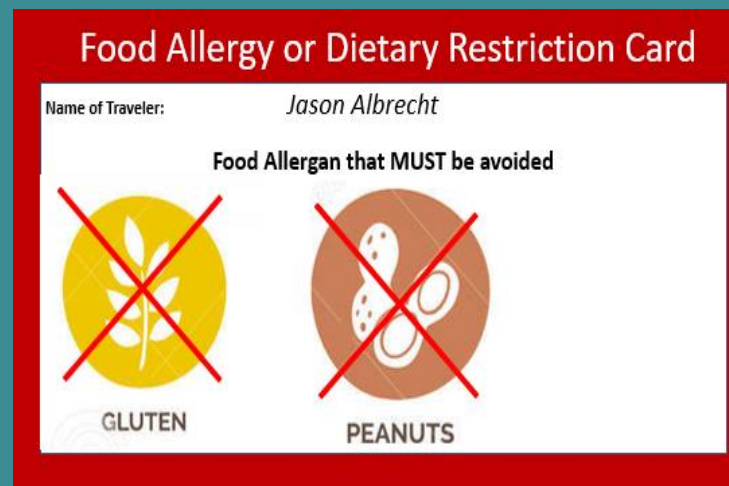 Food Allergy or Dietary Restriction Card
Name of Traveler: Jason Albrecht
Food Allergan that MUST be avoided
GLUTEN
PEANUTS